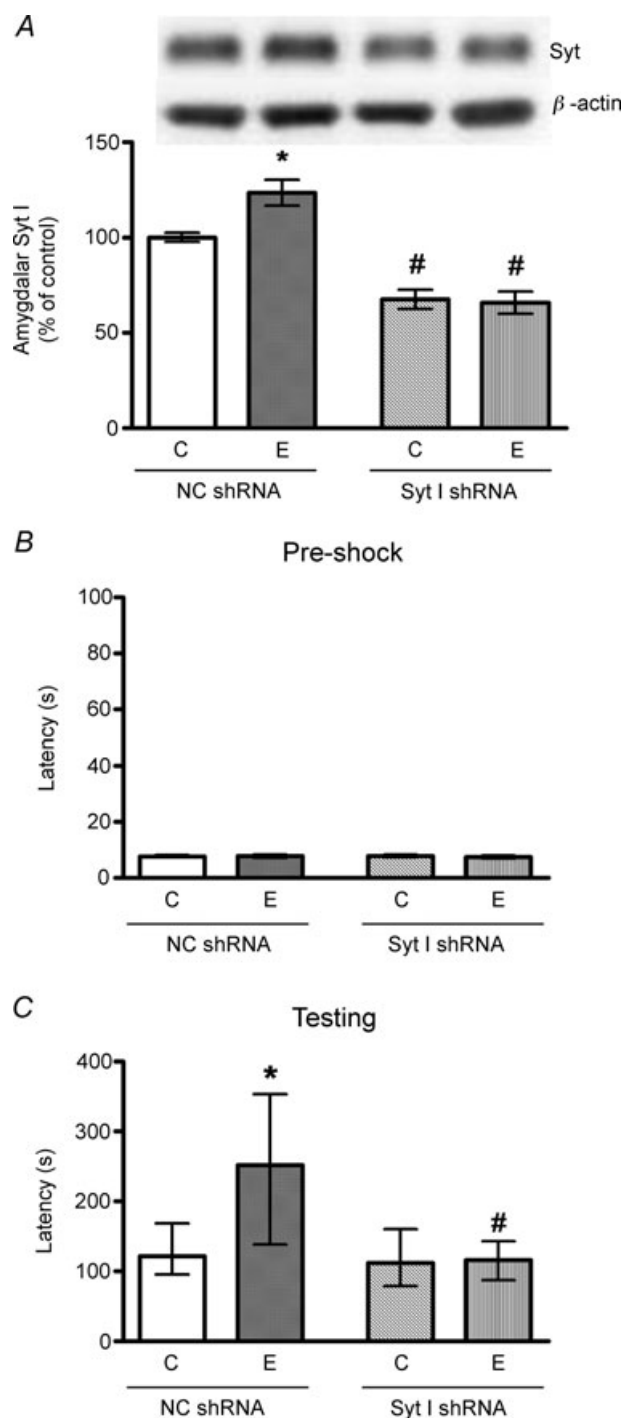 A
Syt
β-actin
Amygdalar Syt I
(% of control)
150
100
50
0
*
#
#
C E C E
NC shRNA Syt I shRNA
B
Pre-shock
Latency (s)
100
80
60
40
20
0
C E C E
NC shRNA Syt I shRNA
C
Testing
Latency (s)
400
300
200
100
0
*
#
C E C E
NC shRNA Syt I shRNA